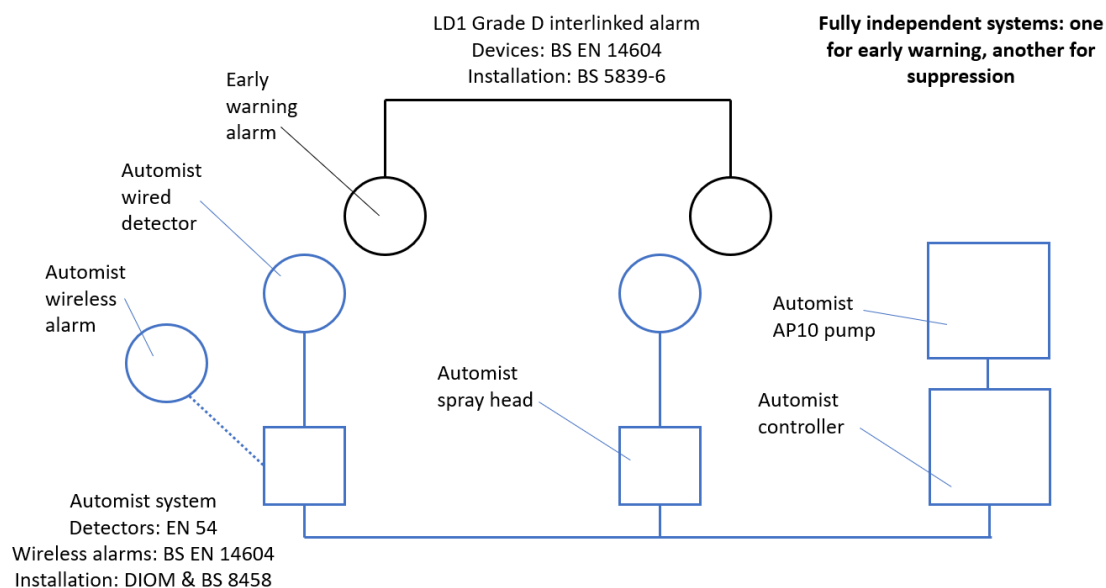 LD1 Grade D interlinked alarm
Devices: BS EN 14604
Installation: BS 5839-6
Fully independent systems: one
for early warning, another for
suppression
Early
warning
alarm
Automist
wired
detector
Automist
wireless
alarm
Automist
spray head
Automist
AP10 pump
Automist
controller
Automist system
Detectors: EN 54
Wireless alarms: BS EN 14604
Installation: DIOM & BS 8458